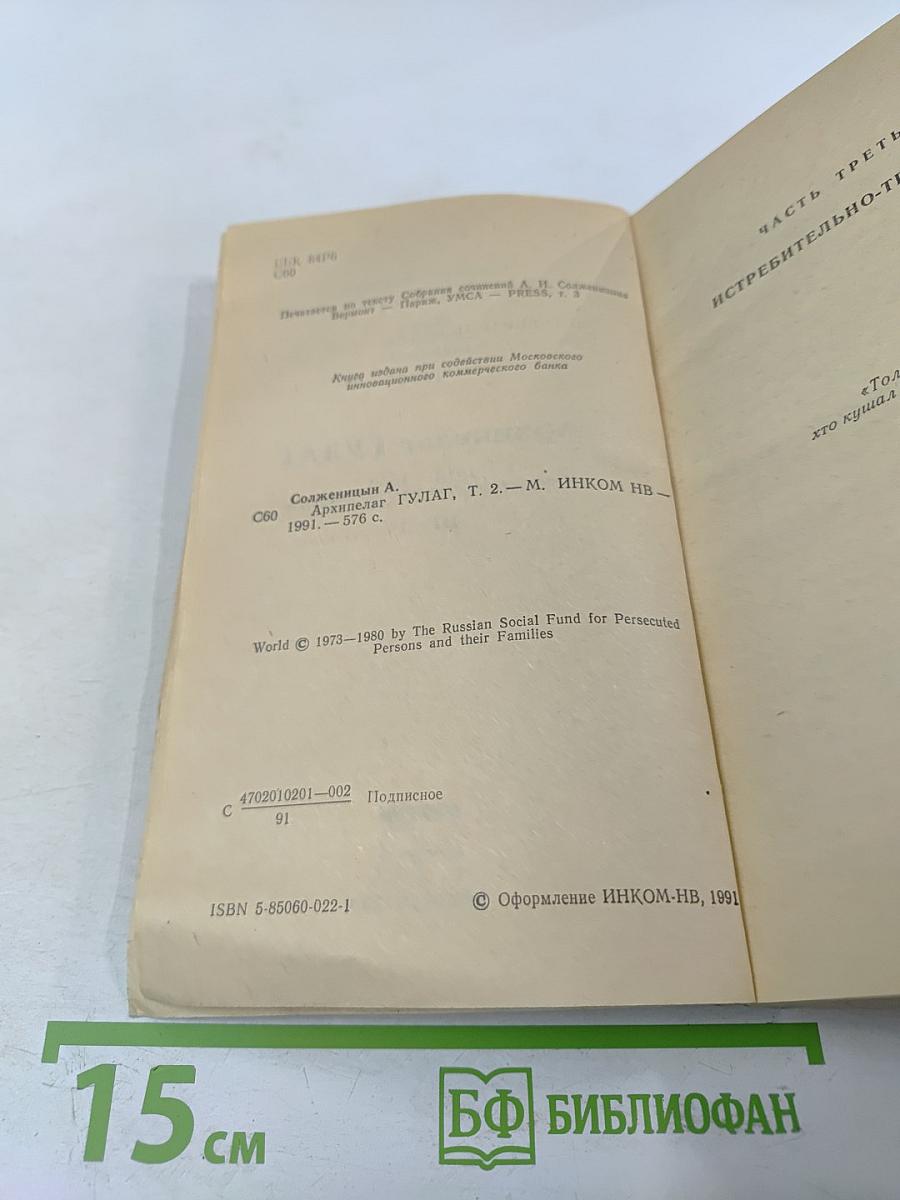 ББК 84Р6
С60
Печатается по тексту Собрания сочинений А. И. Солженицына
Вермонт — Париж, YMCA — PRESS, т. 3
Книга издана при содействии Московского
инновационного коммерческого банка
Солженицын А.
С60 Архипелаг ГУЛАГ, Т. 2. — М. ИНКОМ НВ —
1991. — 576 с.
World © 1973—1980 by The Russian Social Fund for Persecuted
Persons and their Families
С 4702010201—002 Подписное
91
ISBN 5-85060-022-1
© Оформление ИНКОМ-НВ, 1991
ЧАСТЬ ТРЕТЬ
ИСТРЕБИТЕЛЬНО-ТР
«Тол
хто кушал
15 см
БФ БИБЛИОФАН